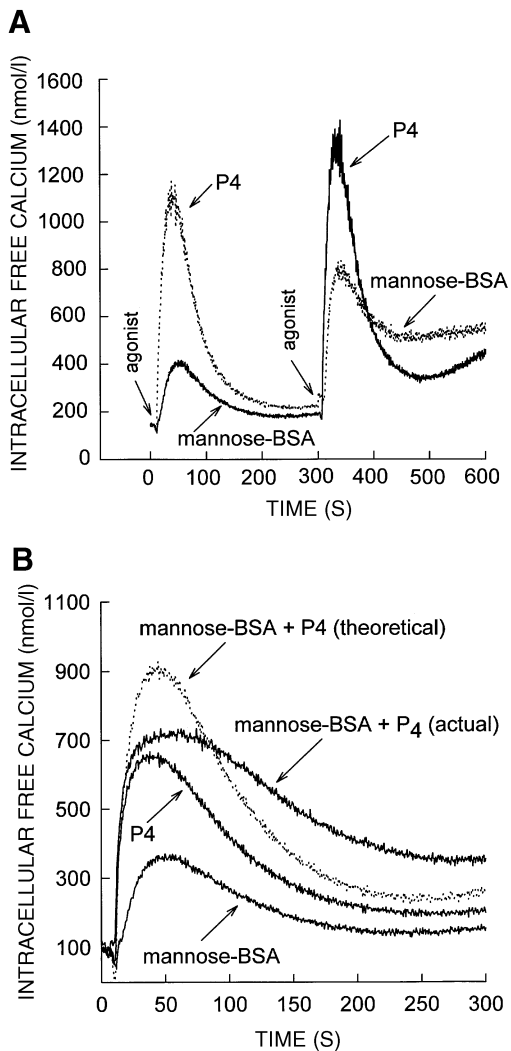 A
INTRACELLULAR FREE CALCIUM (nmol/l)
1600
1400
1200
1000
800
600
400
200
0
P4
P4
mannose-BSA
agonist
agonist
mannose-BSA
0 100 200 300 400 500 600
TIME (S)
B
INTRACELLULAR FREE CALCIUM (nmol/l)
1100
900
700
500
300
100
mannose-BSA + P4 (theoretical)
mannose-BSA + P4 (actual)
P4
mannose-BSA
0 50 100 150 200 250 300
TIME (S)